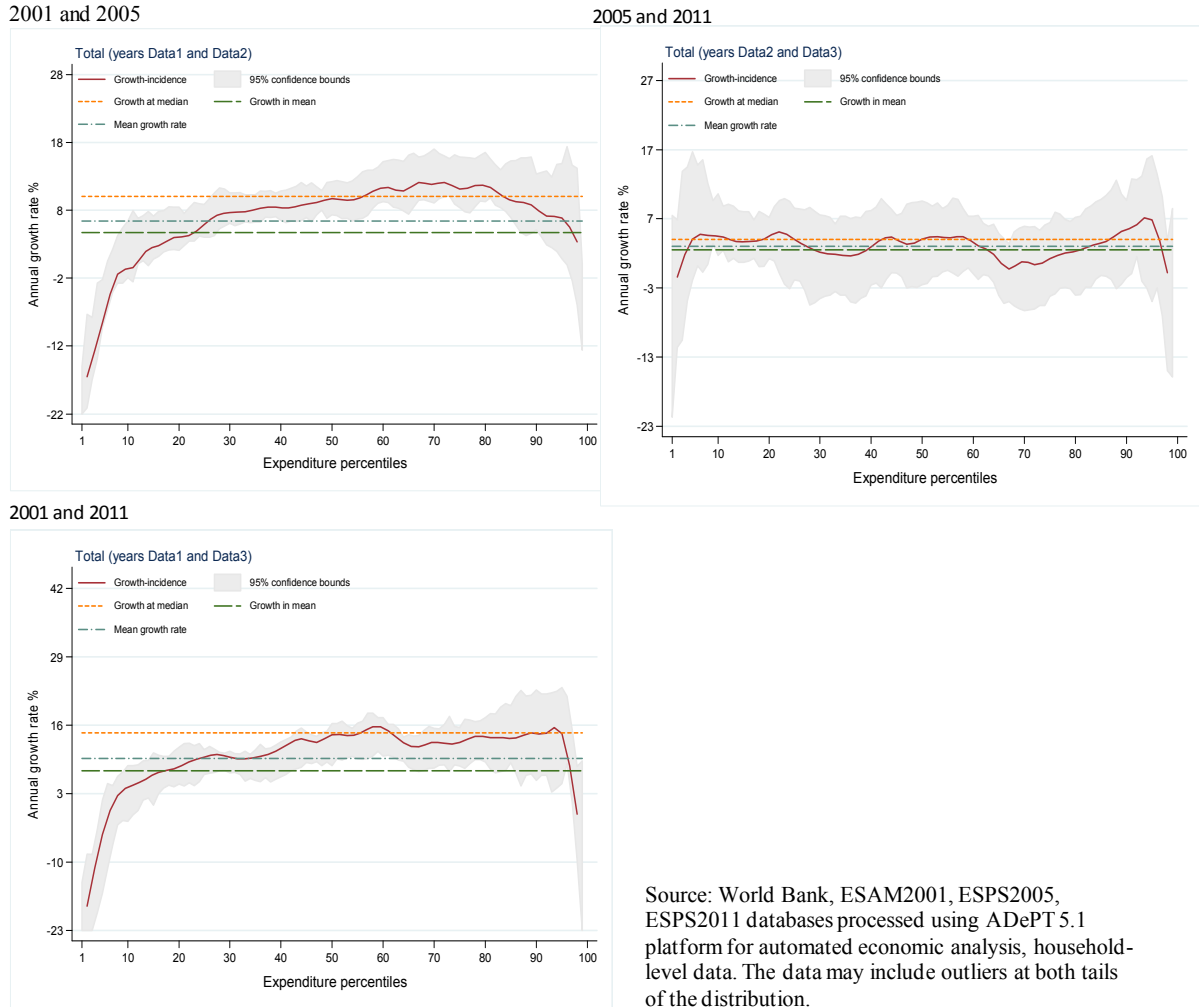 2001 and 2005
Total (years Data1 and Data2)
Growth-incidence
95% confidence bounds
Growth at median
Growth in mean
Mean growth rate
Annual growth rate %
28
18
8
-2
-12
-22
1 10 20 30 40 50 60 70 80 90 100
Expenditure percentiles
2005 and 2011
Total (years Data2 and Data3)
Growth-incidence
95% confidence bounds
Growth at median
Growth in mean
Mean growth rate
Annual growth rate %
27
17
7
-3
-13
-23
1 10 20 30 40 50 60 70 80 90 100
Expenditure percentiles
2001 and 2011
Total (years Data1 and Data3)
Growth-incidence
95% confidence bounds
Growth at median
Growth in mean
Mean growth rate
Annual growth rate %
42
29
16
3
-10
-23
1 10 20 30 40 50 60 70 80 90 100
Expenditure percentiles
Source: World Bank, ESAM2001, ESPS2005,
ESPS2011 databases processed using ADePT 5.1
platform for automated economic analysis, household-
level data. The data may include outliers at both tails
of the distribution.